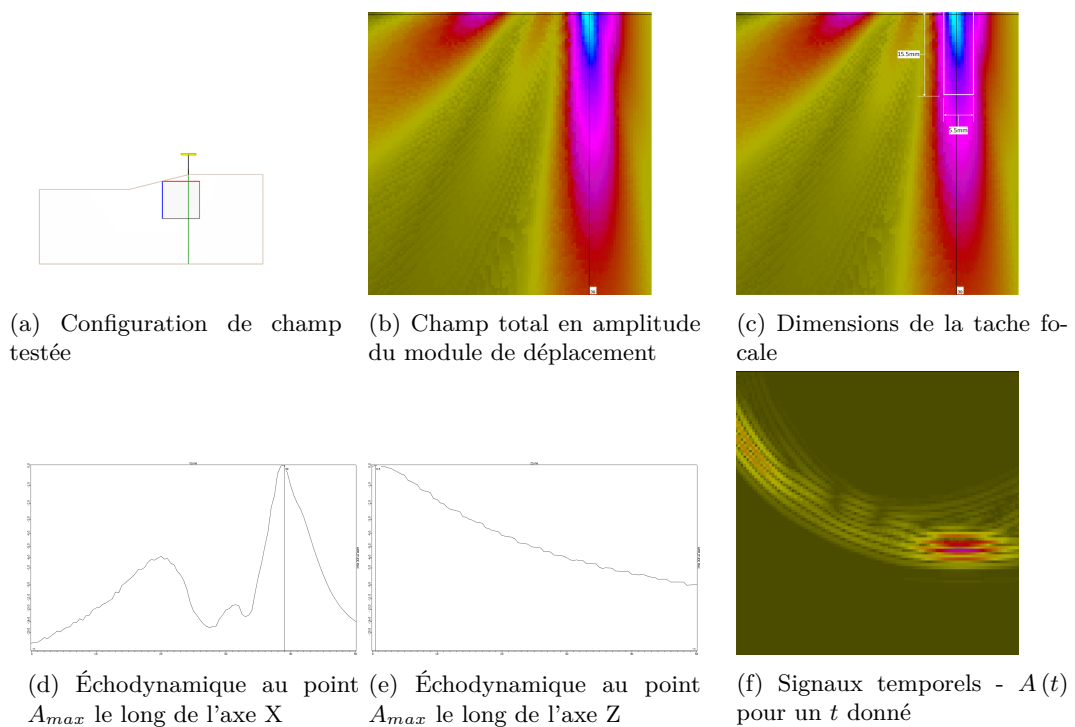 15.5mm
5.5mm
(a) Configuration de champ
testée
(b) Champ total en amplitude
du module de déplacement
(c) Dimensions de la tache fo-
cale
(d) Échodynamique au point
A_max le long de l'axe X
(e) Échodynamique au point
A_max le long de l'axe Z
(f) Signaux temporels - A (t)
pour un t donné